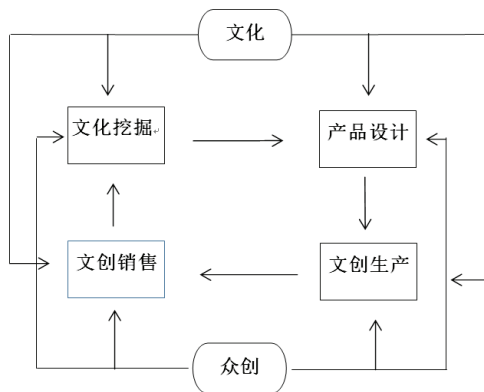 文化
文化挖掘
产品设计
文创销售
文创生产
众创